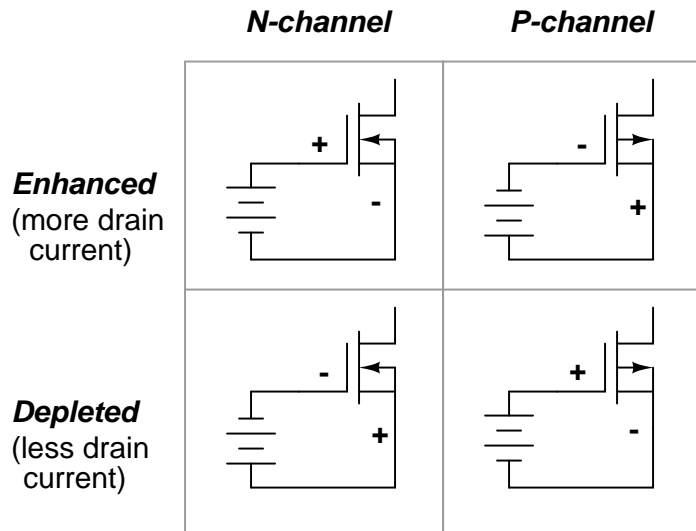 N-channel
P-channel
+
-
-
+
Enhanced
(more drain
current)
-
+
+
-
Depleted
(less drain
current)